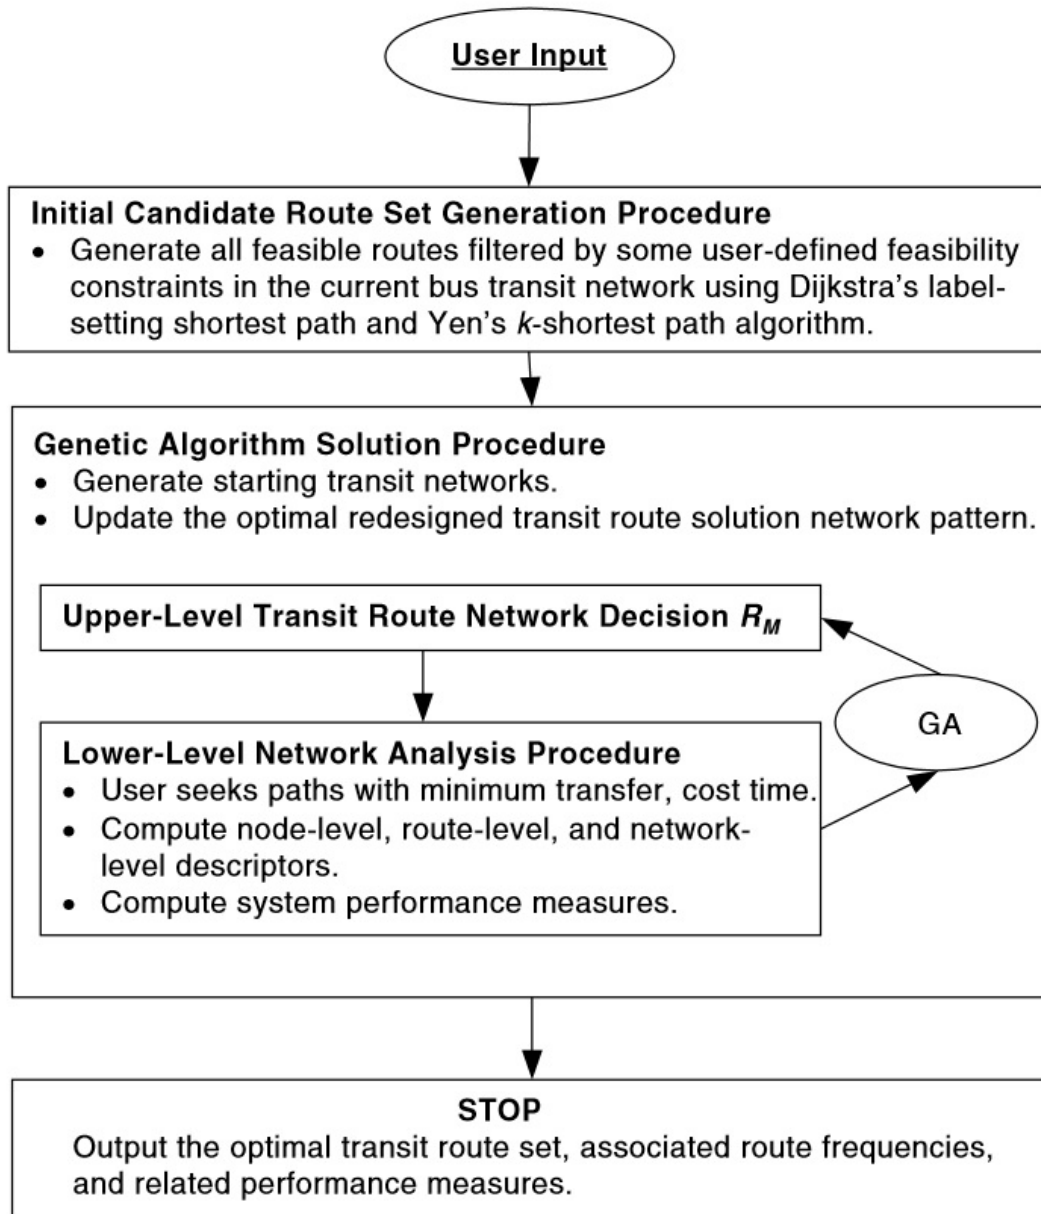 User Input
Initial Candidate Route Set Generation Procedure
• Generate all feasible routes filtered by some user-defined feasibility
constraints in the current bus transit network using Dijkstra’s label-
setting shortest path and Yen’s k-shortest path algorithm.
Genetic Algorithm Solution Procedure
• Generate starting transit networks.
• Update the optimal redesigned transit route solution network pattern.
Upper-Level Transit Route Network Decision R_M
GA
Lower-Level Network Analysis Procedure
• User seeks paths with minimum transfer, cost time.
• Compute node-level, route-level, and network-
level descriptors.
• Compute system performance measures.
STOP
Output the optimal transit route set, associated route frequencies,
and related performance measures.